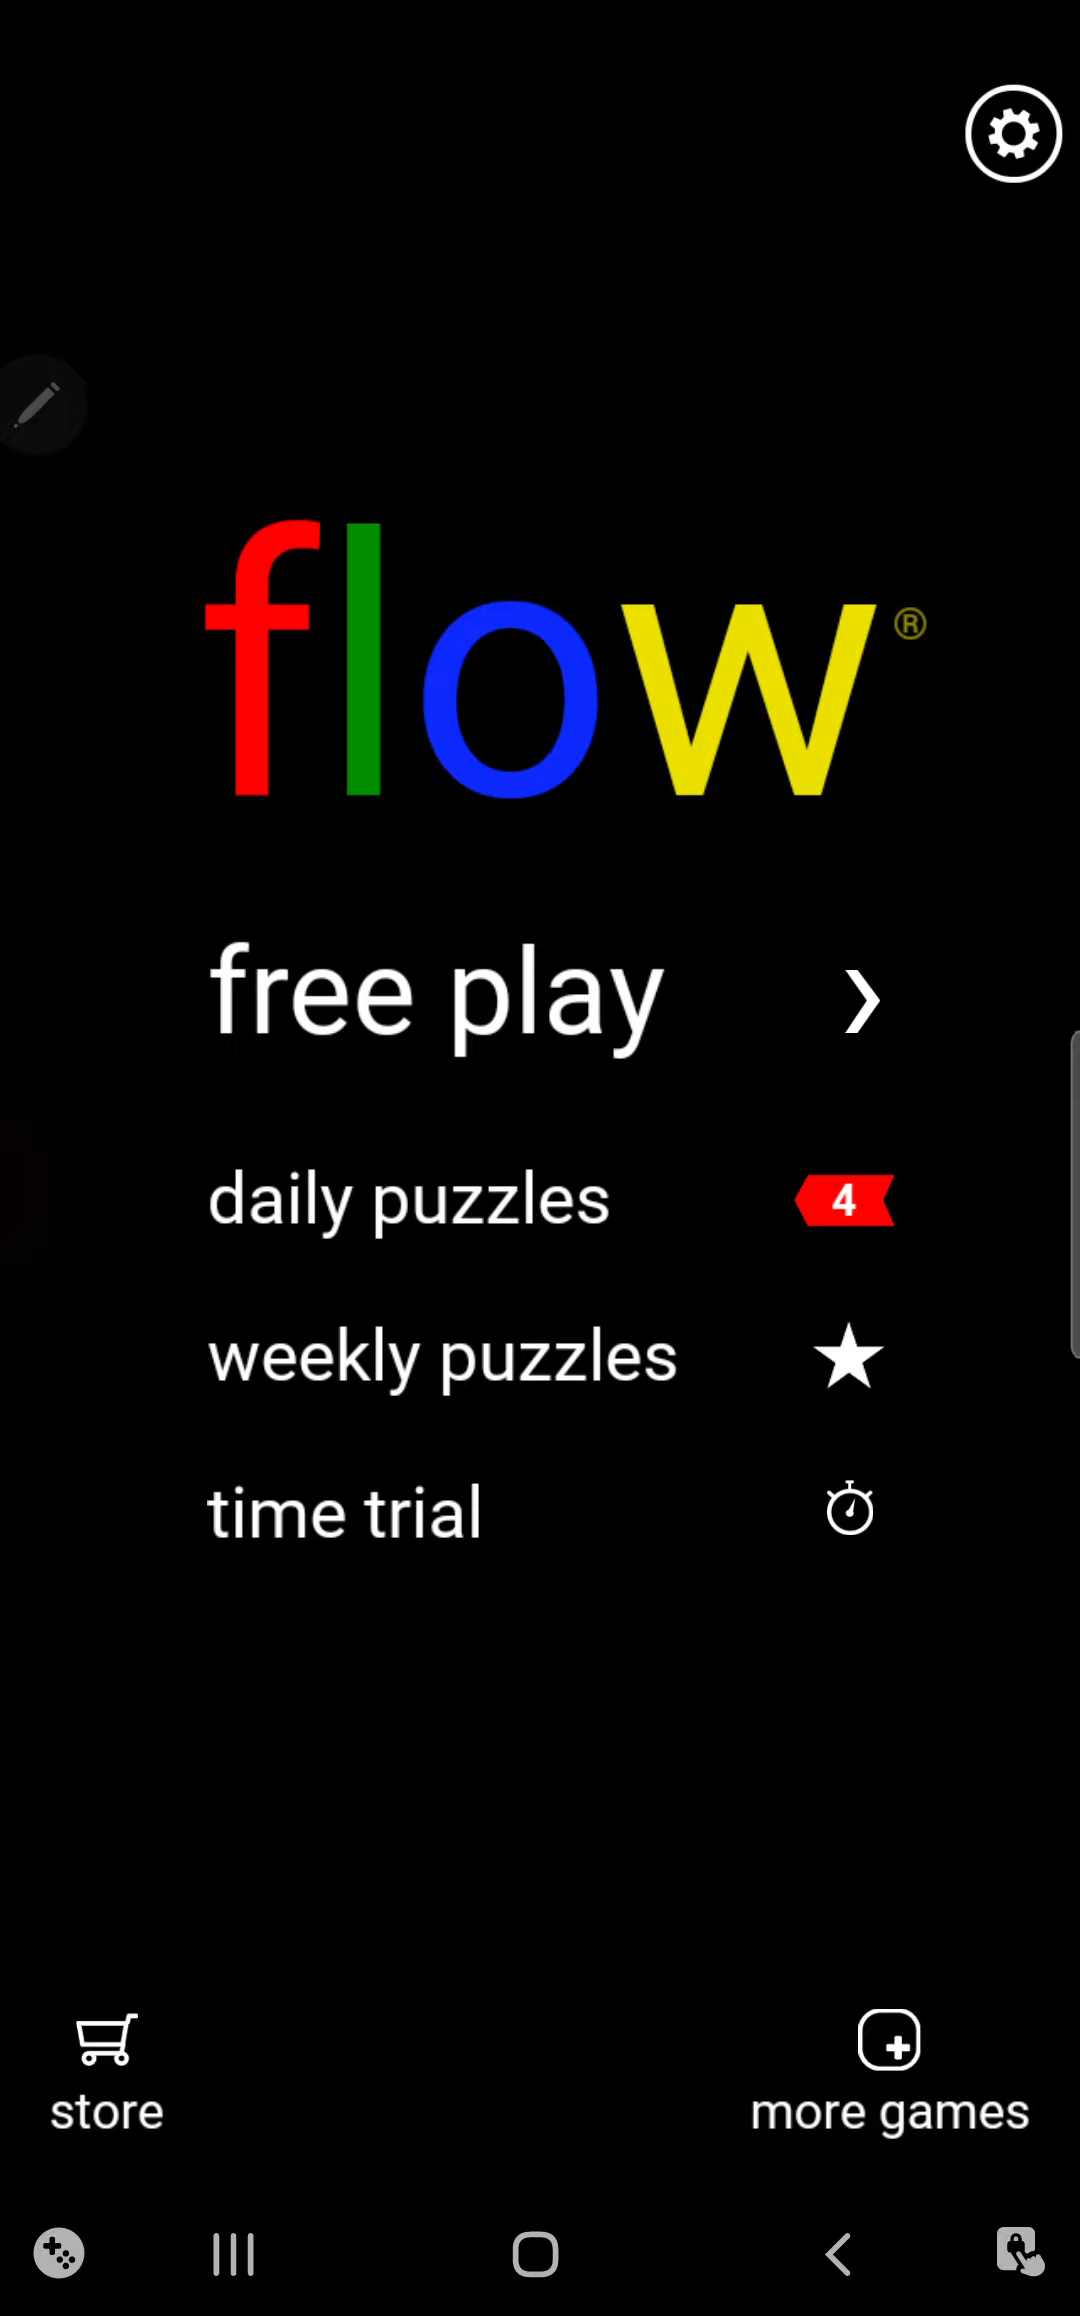 flow®
free play
daily puzzles 4
weekly puzzles
time trial
store
more games